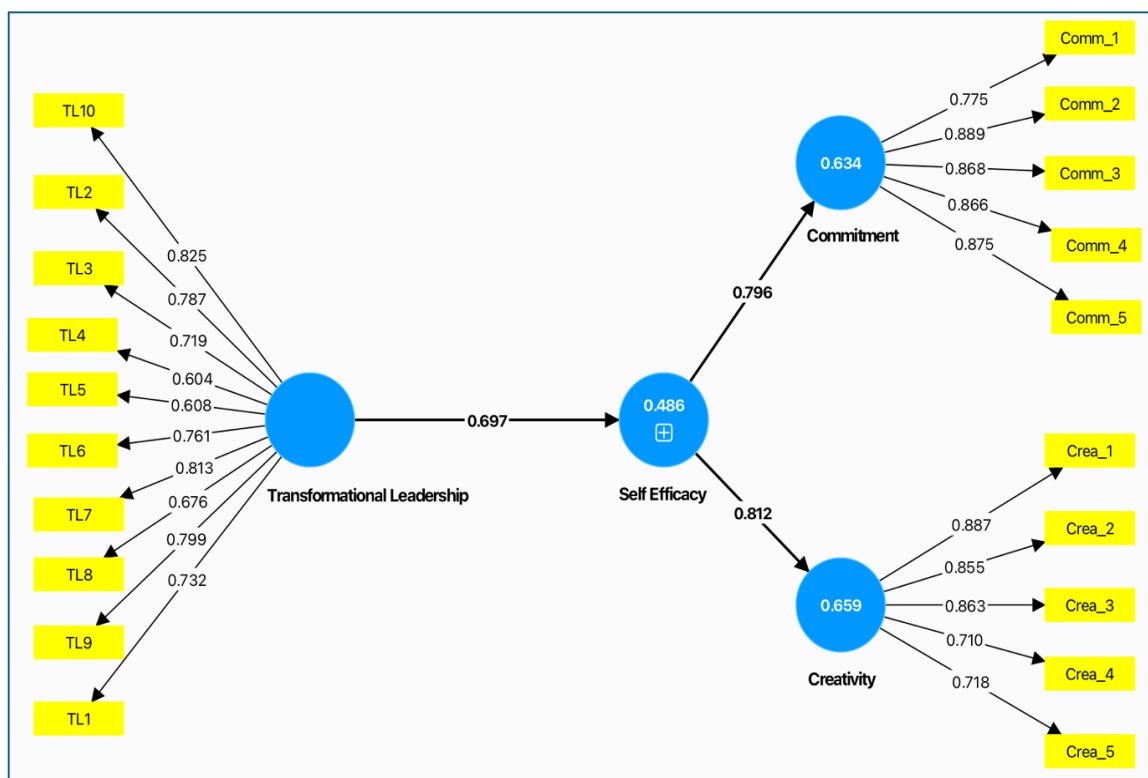 TL10
TL2
TL3
TL4
TL5
TL6
TL7
TL8
TL9
TL1
0.825
0.787
0.719
0.604
0.608
0.761
0.813
0.676
0.799
0.732
Transformational Leadership
0.697
0.486
Self Efficacy
0.796
0.812
0.634
Commitment
0.775
0.889
0.868
0.866
0.875
Comm_1
Comm_2
Comm_3
Comm_4
Comm_5
0.659
Creativity
0.887
0.855
0.863
0.710
0.718
Crea_1
Crea_2
Crea_3
Crea_4
Crea_5